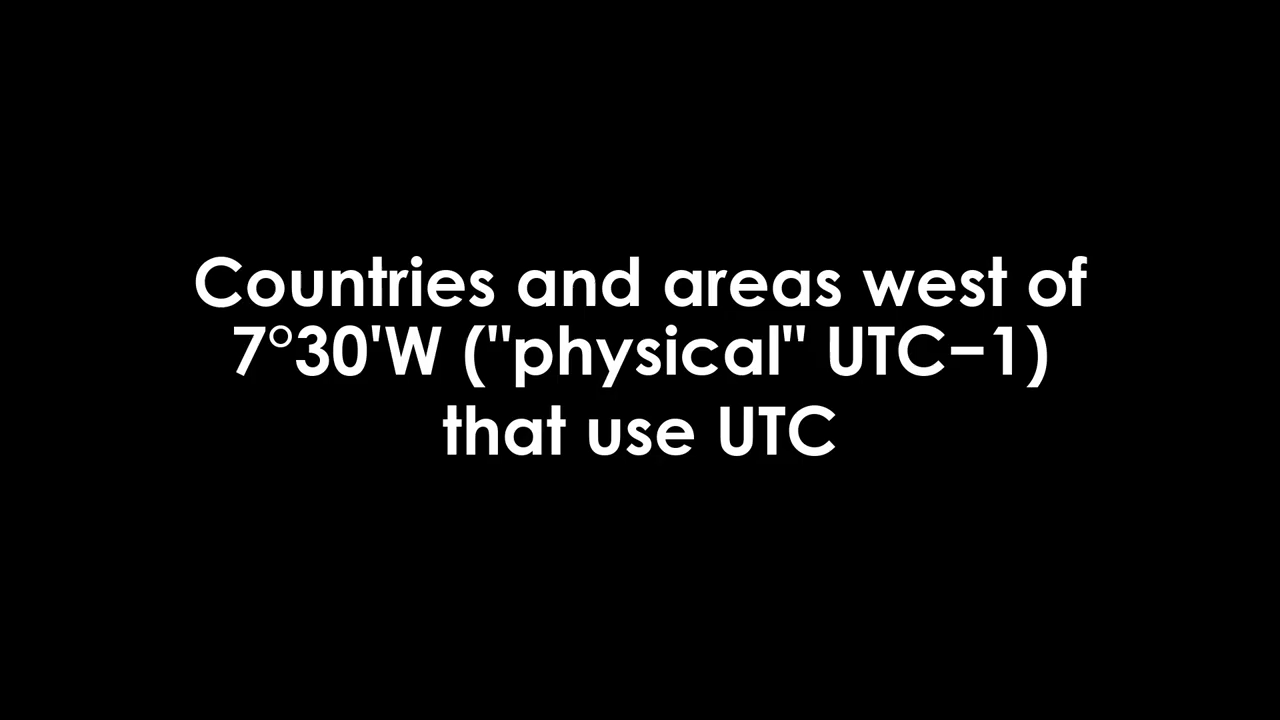 Countries and areas west of
7°30'W ("physical" UTC−1)
that use UTC